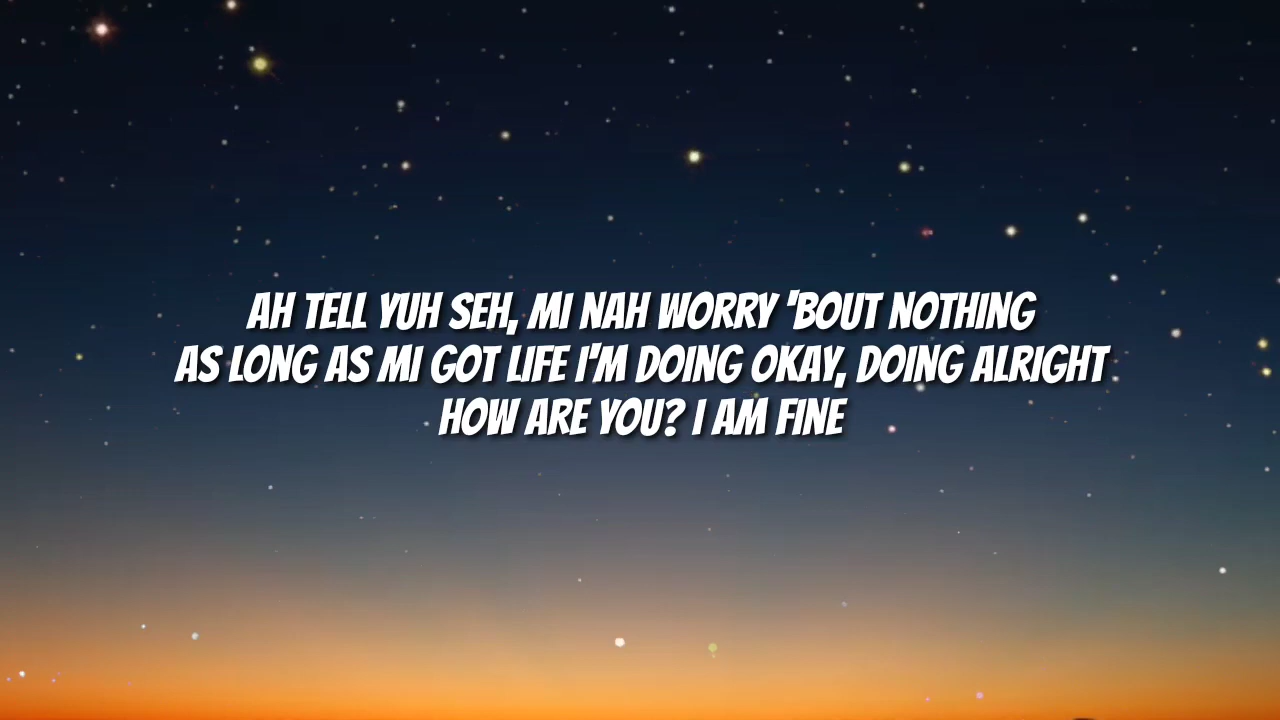 AH TELL YUH SEH, MI NAH WORRY 'BOUT NOTHING
AS LONG AS MI GOT LIFE I'M DOING OKAY, DOING ALRIGHT
HOW ARE YOU? I AM FINE